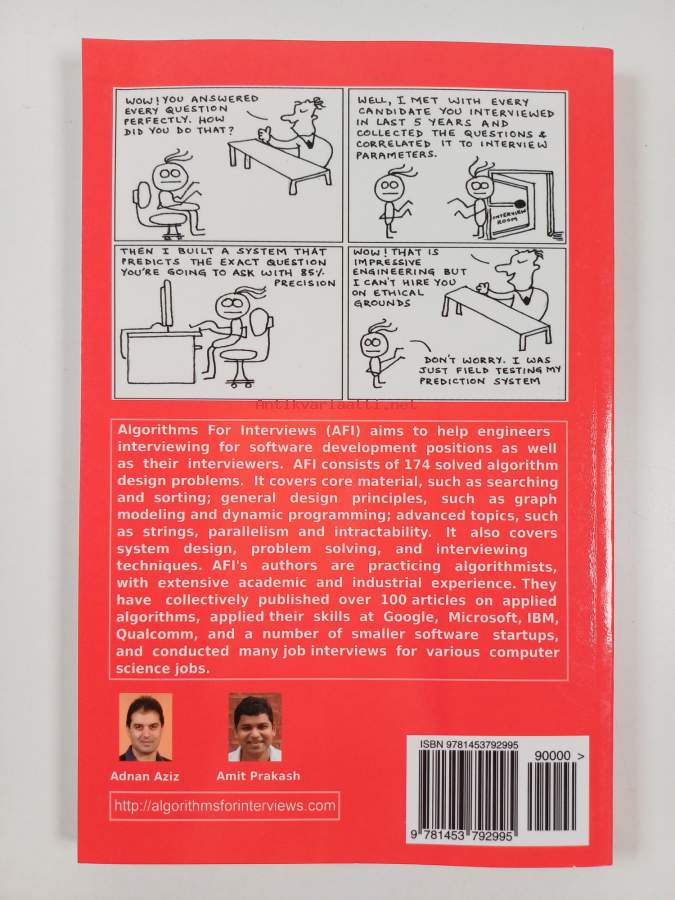 WOW! YOU ANSWERED
EVERY QUESTION
PERFECTLY. HOW
DID YOU DO THAT?
WELL, I MET WITH EVERY
CANDIDATE YOU INTERVIEWED
IN LAST 5 YEARS AND
COLLECTED THE QUESTIONS &
CORRELATED IT TO INTERVIEW
PARAMETERS.
INTERVIEW
ROOM
THEN I BUILT A SYSTEM THAT
PREDICTS THE EXACT QUESTION
YOU'RE GOING TO ASK WITH 85%
PRECISION
WOW! THAT IS
IMPRESSIVE
ENGINEERING BUT
I CAN'T HIRE YOU
ON ETHICAL
GROUNDS
DON'T WORRY. I WAS
JUST FIELD TESTING MY
PREDICTION SYSTEM
Antikvariaatti.net
Algorithms For Interviews (AFI) aims to help engineers
interviewing for software development positions as well
as their interviewers. AFI consists of 174 solved algorithm
design problems. It covers core material, such as searching
and sorting; general design principles, such as graph
modeling and dynamic programming; advanced topics, such
as strings, parallelism and intractability. It also covers
system design, problem solving, and interviewing
techniques. AFI's authors are practicing algorithmists,
with extensive academic and industrial experience. They
have collectively published over 100 articles on applied
algorithms, applied their skills at Google, Microsoft, IBM,
Qualcomm, and a number of smaller software startups,
and conducted many job interviews for various computer
science jobs.
Adnan Aziz
Amit Prakash
http://algorithmsforinterviews.com
ISBN 9781453792995
90000 >
9 781453 792995